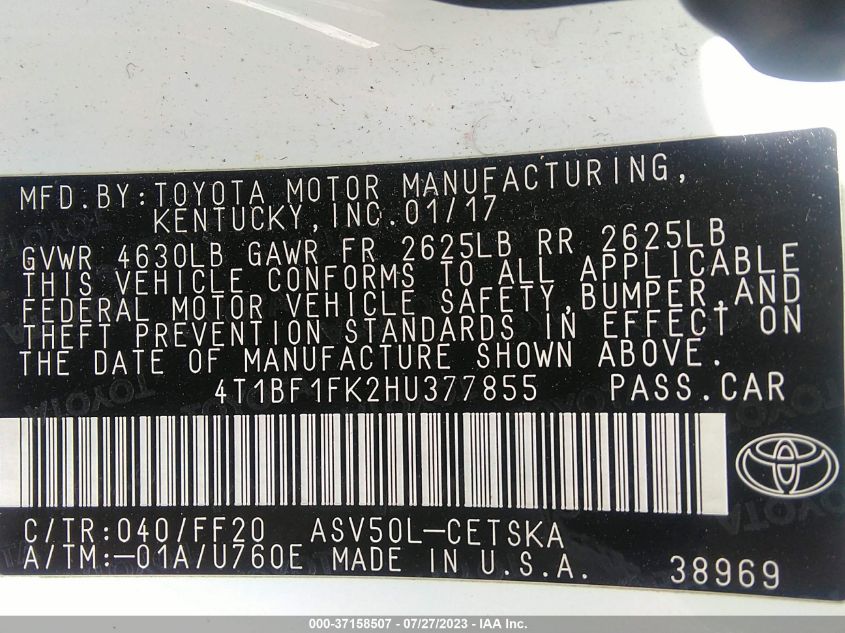 MFD.BY:TOYOTA MOTOR MANUFACTURING,
KENTUCKY,INC.01/17
GVWR 4630LB GAWR FR 2625LB RR 2625LB
THIS VEHICLE CONFORMS TO ALL APPLICABLE
FEDERAL MOTOR VEHICLE SAFETY,BUMPER,AND
THEFT PREVENTION STANDARDS IN EFFECT ON
THE DATE OF MANUFACTURE SHOWN ABOVE.
4T1BF1FK2HU377855 PASS.CAR
C/TR:040/FF20 ASV50L-CETSKA
A/TM:-01A/U760E MADE IN U.S.A. 38969
000-37158507 - 07/27/2023 - IAA Inc.